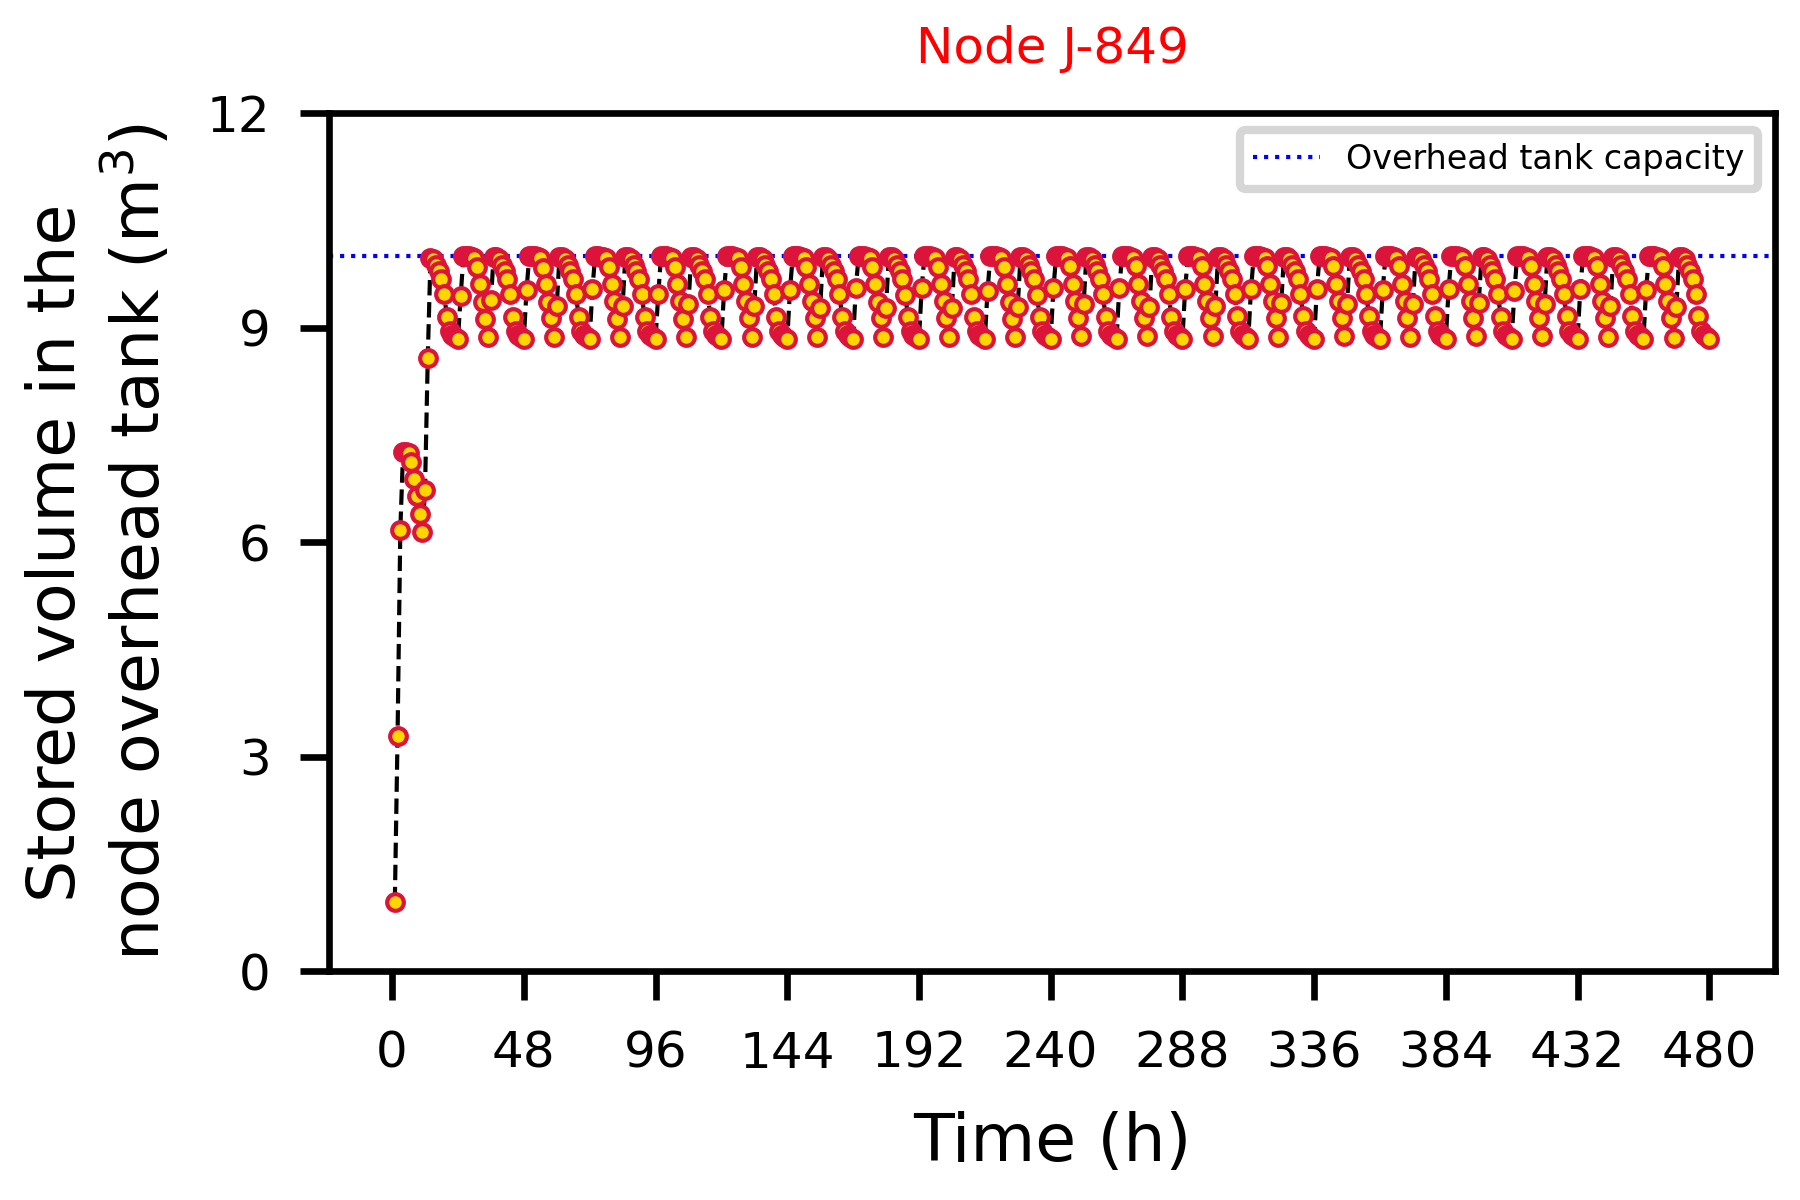 Node J-849
Stored volume in the
node overhead tank (m³)
12
9
6
3
0
Overhead tank capacity
0 48 96 144 192 240 288 336 384 432 480
Time (h)